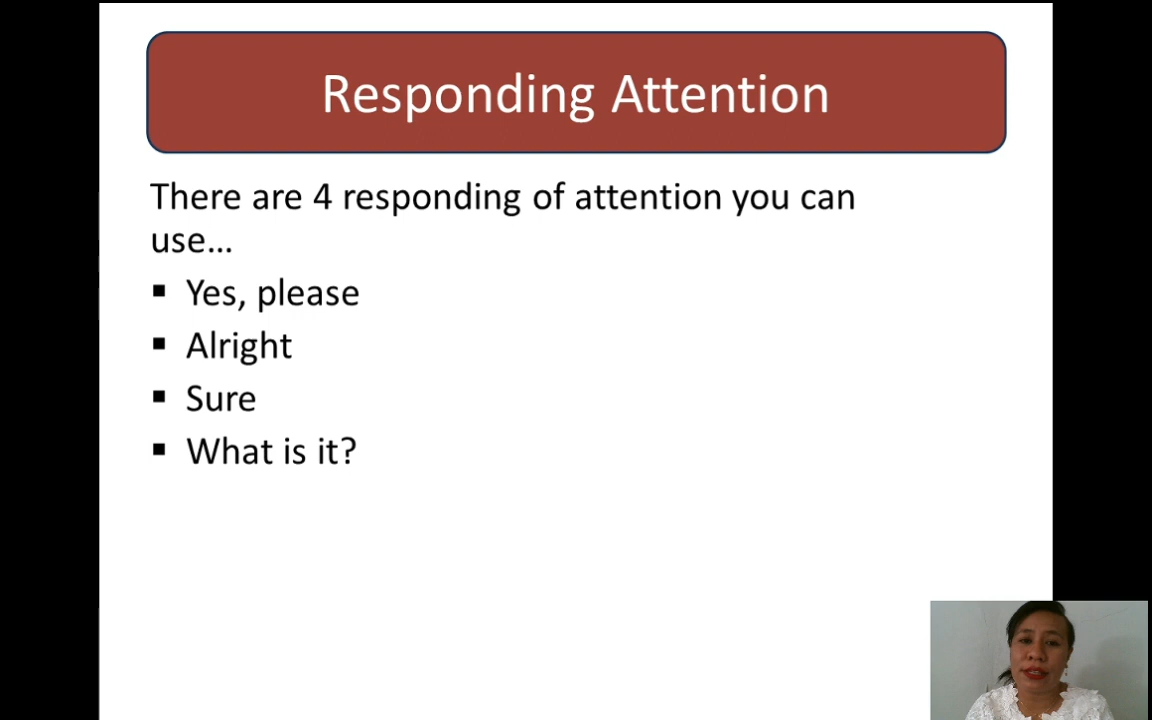 Responding Attention
There are 4 responding of attention you can
use...
▪ Yes, please
▪ Alright
▪ Sure
▪ What is it?